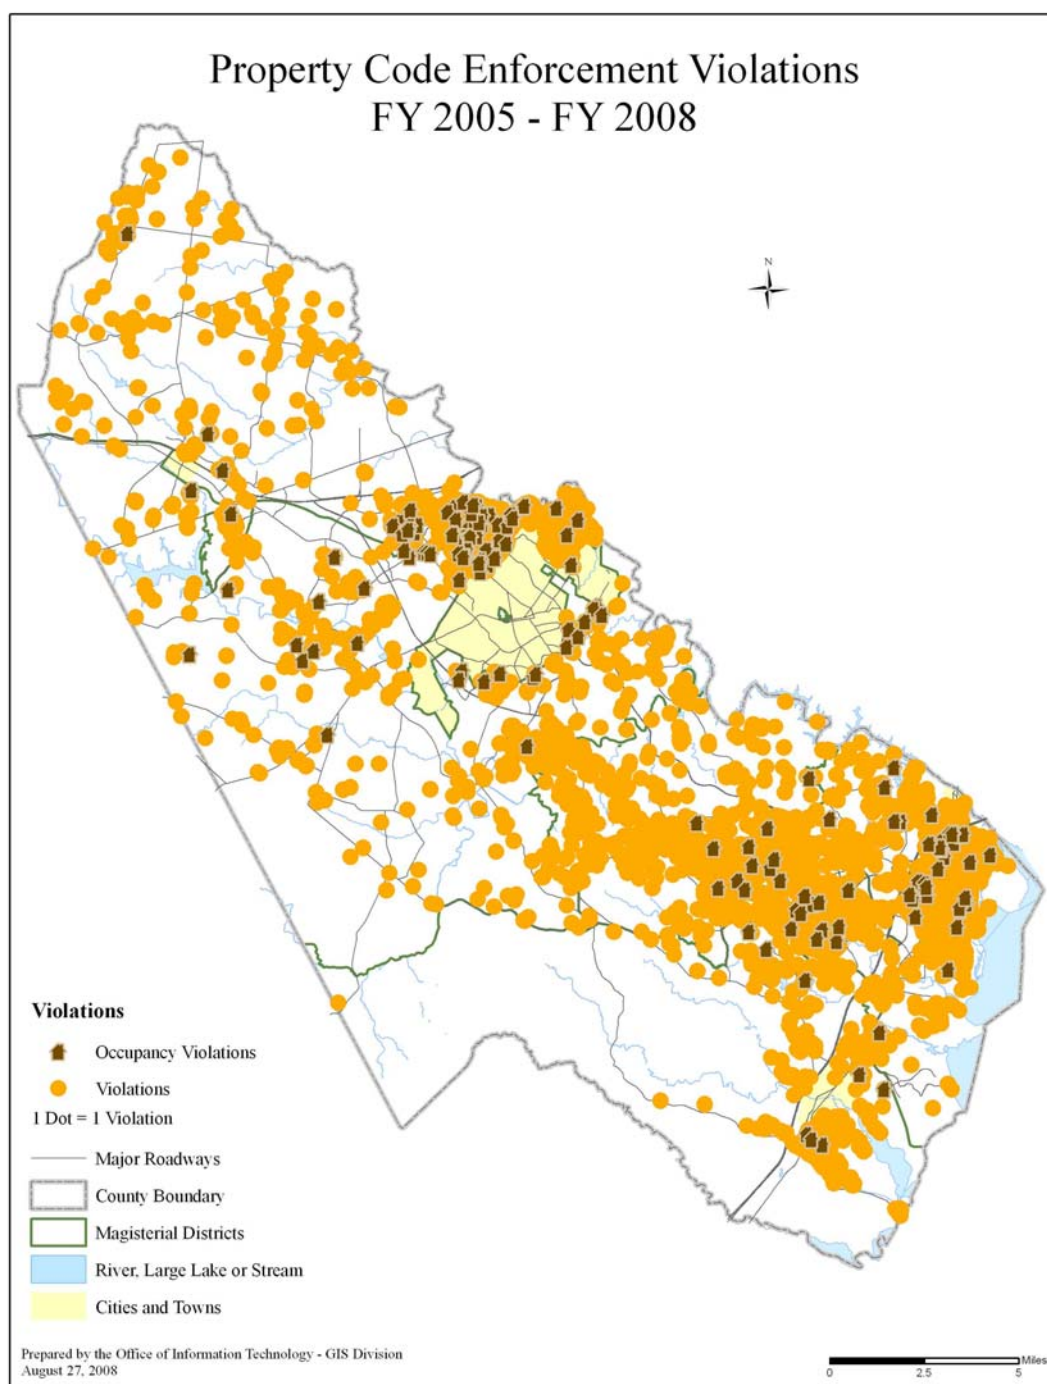 Property Code Enforcement Violations
FY 2005 - FY 2008
N
Violations
Occupancy Violations
Violations
1 Dot = 1 Violation
Major Roadways
County Boundary
Magisterial Districts
River, Large Lake or Stream
Cities and Towns
Prepared by the Office of Information Technology - GIS Division
August 27, 2008
Miles
0 2.5 5